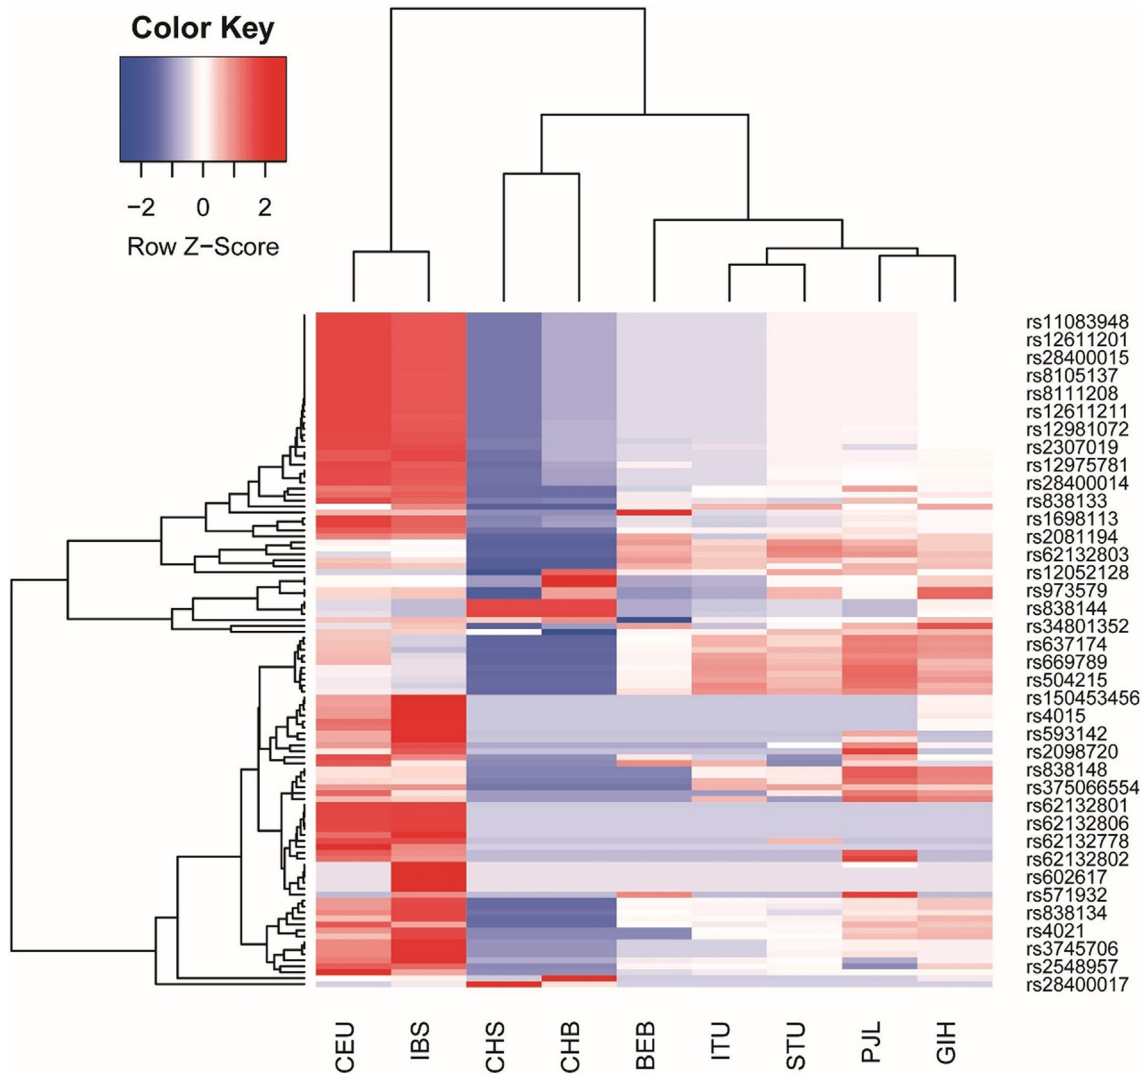 Color Key
−2 0 2
Row Z−Score
rs11083948
rs12611201
rs28400015
rs8105137
rs8111208
rs12611211
rs12981072
rs2307019
rs12975781
rs28400014
rs838133
rs1698113
rs2081194
rs62132803
rs12052128
rs973579
rs838144
rs34801352
rs637174
rs669789
rs504215
rs150453456
rs4015
rs593142
rs2098720
rs838148
rs375066554
rs62132801
rs62132806
rs62132778
rs62132802
rs602617
rs571932
rs838134
rs4021
rs3745706
rs2548957
rs28400017
CEU IBS CHS CHB BEB ITU STU PJL GIH